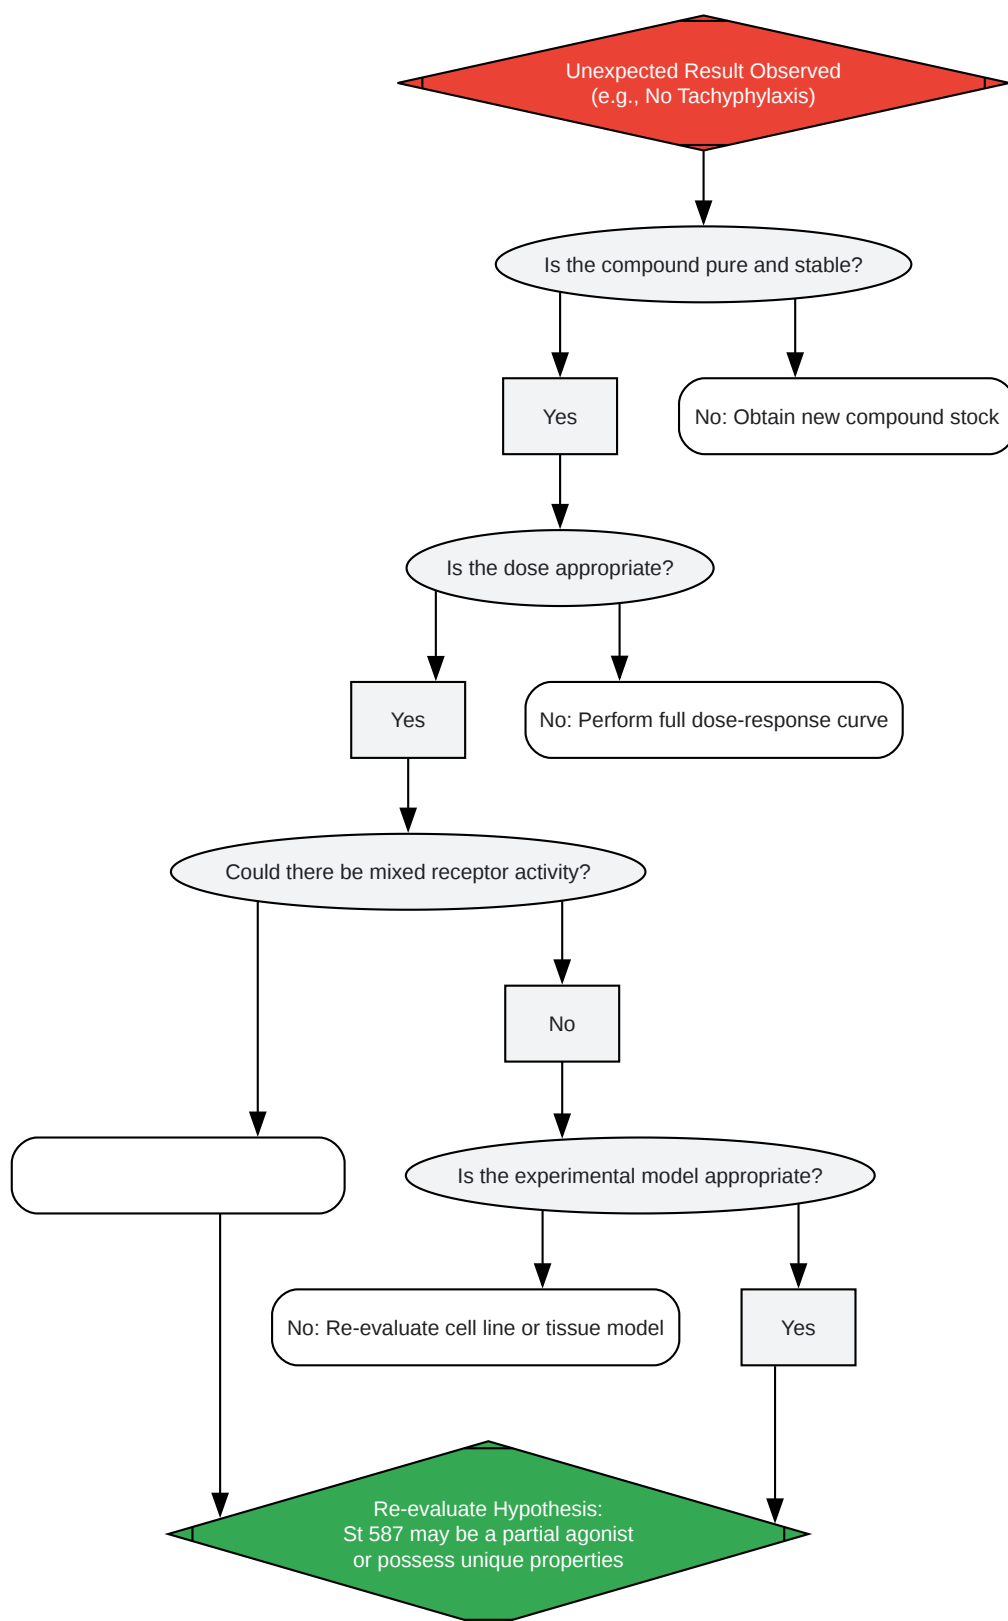 Unexpected Result Observed
(e.g., No Tachyphylaxis)
Is the compound pure and stable?
Yes
No: Obtain new compound stock
Is the dose appropriate?
Yes
No: Perform full dose-response curve
Could there be mixed receptor activity?
No
Is the experimental model appropriate?
No: Re-evaluate cell line or tissue model
Yes
Re-evaluate Hypothesis:
St 587 may be a partial agonist
or possess unique properties